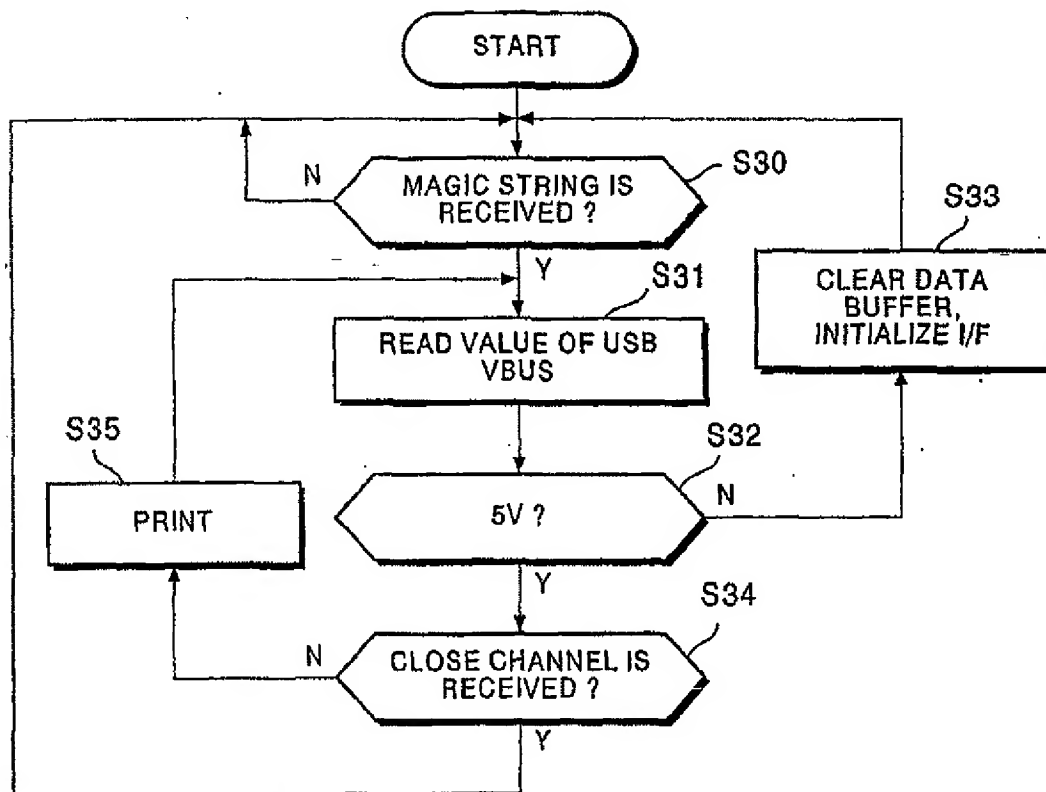 START
S30
N
MAGIC STRING IS
RECEIVED ?
S33
Y
CLEAR DATA
BUFFER,
INITIALIZE I/F
S31
READ VALUE OF USB
VBUS
S35
S32
PRINT
5V ?
N
Y
S34
N
CLOSE CHANNEL IS
RECEIVED ?
Y